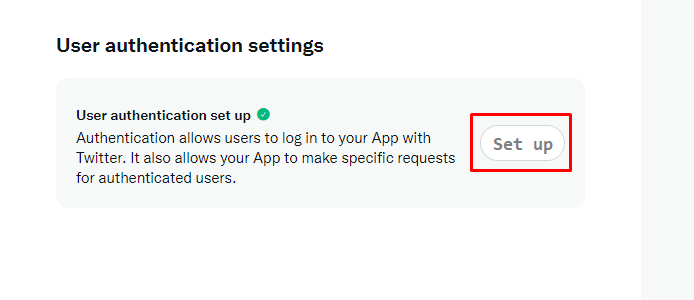 User authentication settings
User authentication set up
Authentication allows users to log in to your App with
Twitter. It also allows your App to make specific requests
for authenticated users.
Set up